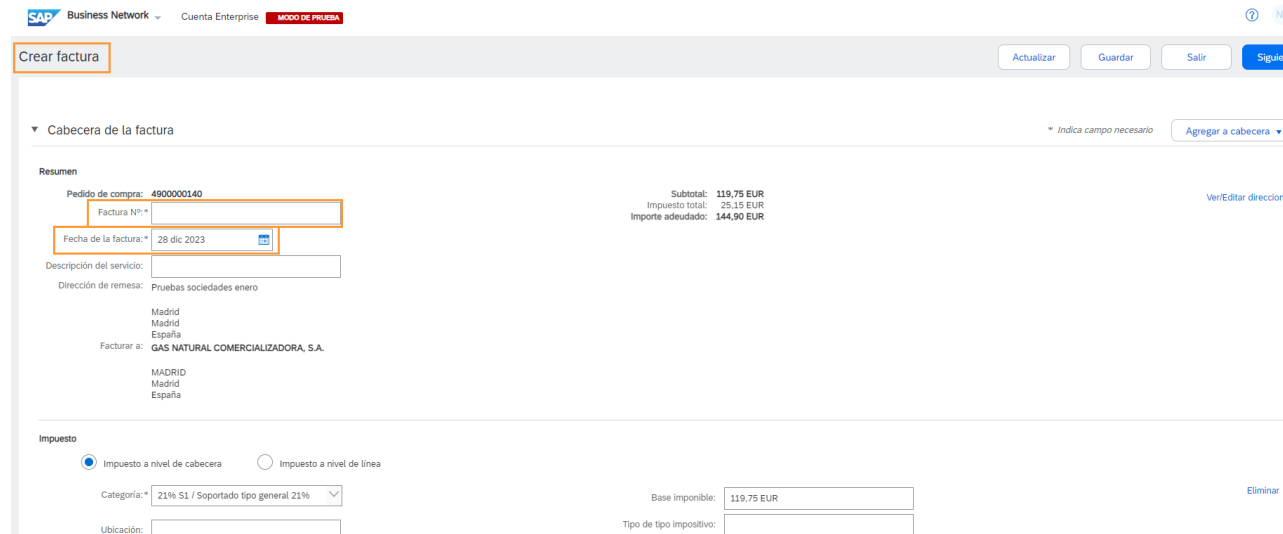 SAP Business Network Cuenta Enterprise MODO DE PRUEBA
Crear factura Actualizar Guardar Salir
Cabecera de la factura * Indica campo necesario Agregar a cabecera
Resumen
Pedido de compra: 4900000140 Subtotal: 119,75 EUR
Impuesto total: 25,15 EUR
Importe adeudado: 144,90 EUR
Ver/Editar direccion
Factura Nº:*
Fecha de la factura:* 28 dic 2023
Descripción del servicio:
Dirección de remesa: Pruebas sociedades enero
Madrid
Madrid
España
Facturar a: GAS NATURAL COMERCIALIZADORA, S.A.
MADRID
Madrid
España
Impuesto
Impuesto a nivel de cabecera Impuesto a nivel de línea
Categoría:* 21% S1 / Soportado tipo general 21% Base imponible: 119,75 EUR Eliminar
Ubicación: Tipo de tipo impositivo: